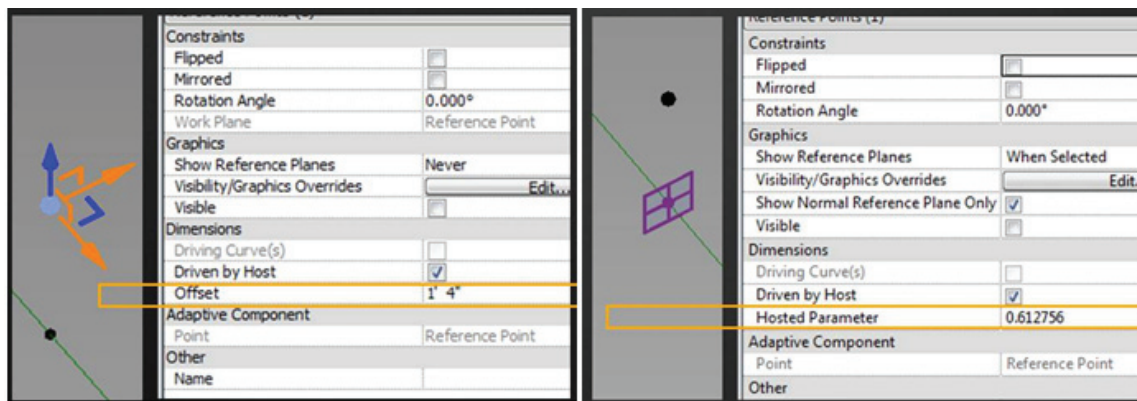 Constraints
Flipped
Mirrored
Rotation Angle 0.000°
Work Plane Reference Point
Graphics
Show Reference Planes Never
Visibility/Graphics Overrides Edit...
Visible
Dimensions
Driving Curve(s)
Driven by Host
Offset 1' 4"
Adaptive Component
Point Reference Point
Other
Name
Reference Points (1)
Constraints
Flipped
Mirrored
Rotation Angle 0.000°
Graphics
Show Reference Planes When Selected
Visibility/Graphics Overrides Edit.
Show Normal Reference Plane Only
Visible
Dimensions
Driving Curve(s)
Driven by Host
Hosted Parameter 0.612756
Adaptive Component
Point Reference Point
Other